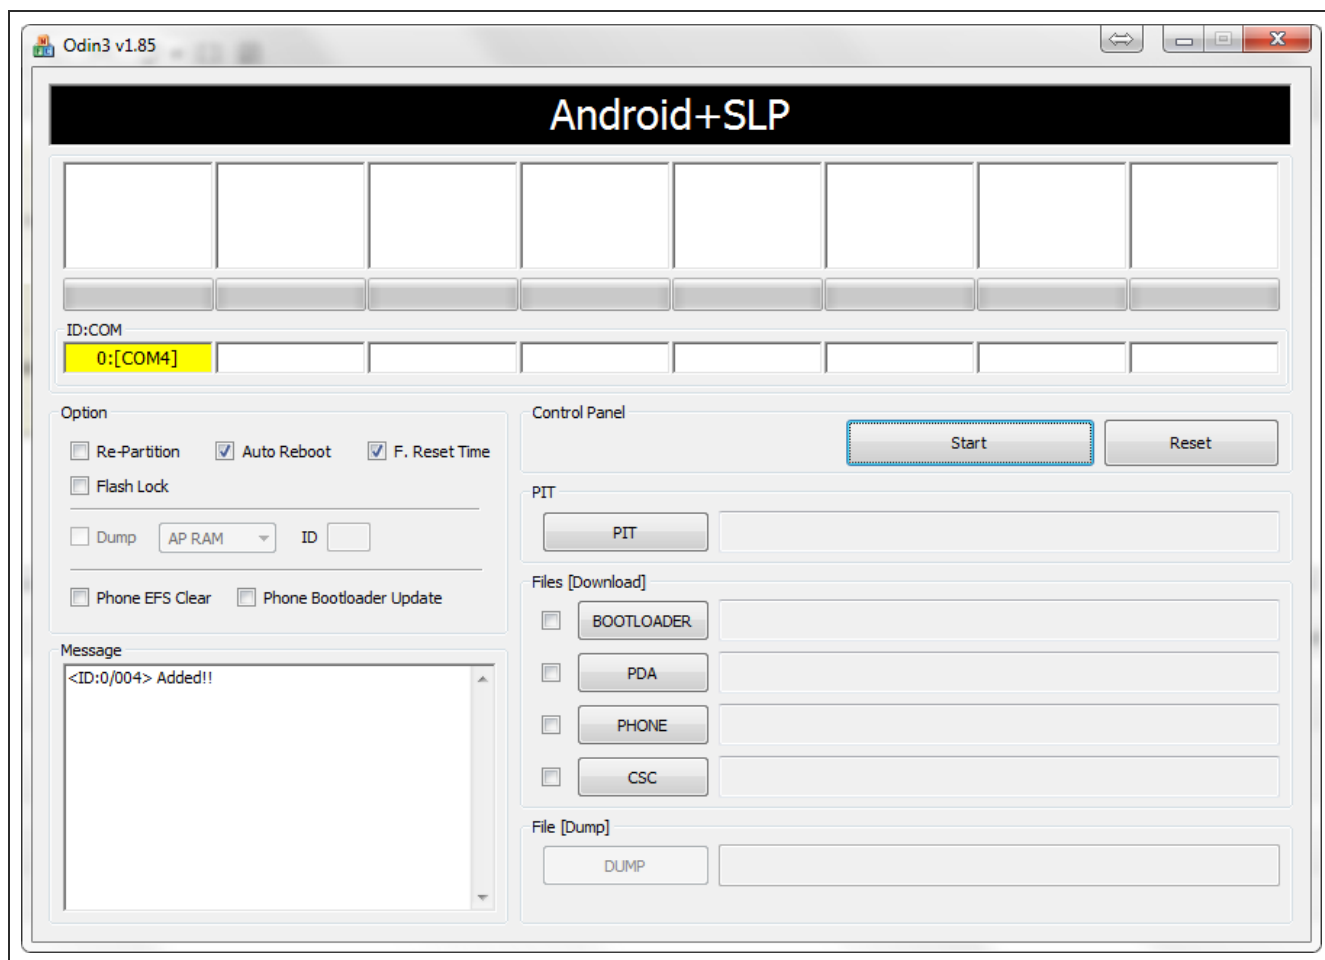 Odin3 v1.85
Android+SLP
ID:COM
0:[COM4]
Option
Re-Partition
Auto Reboot
F. Reset Time
Flash Lock
Dump
AP RAM
ID
Phone EFS Clear
Phone Bootloader Update
Message
<ID:0/004> Added!!
Control Panel
Start
Reset
PIT
PIT
Files [Download]
BOOTLOADER
PDA
PHONE
CSC
File [Dump]
DUMP